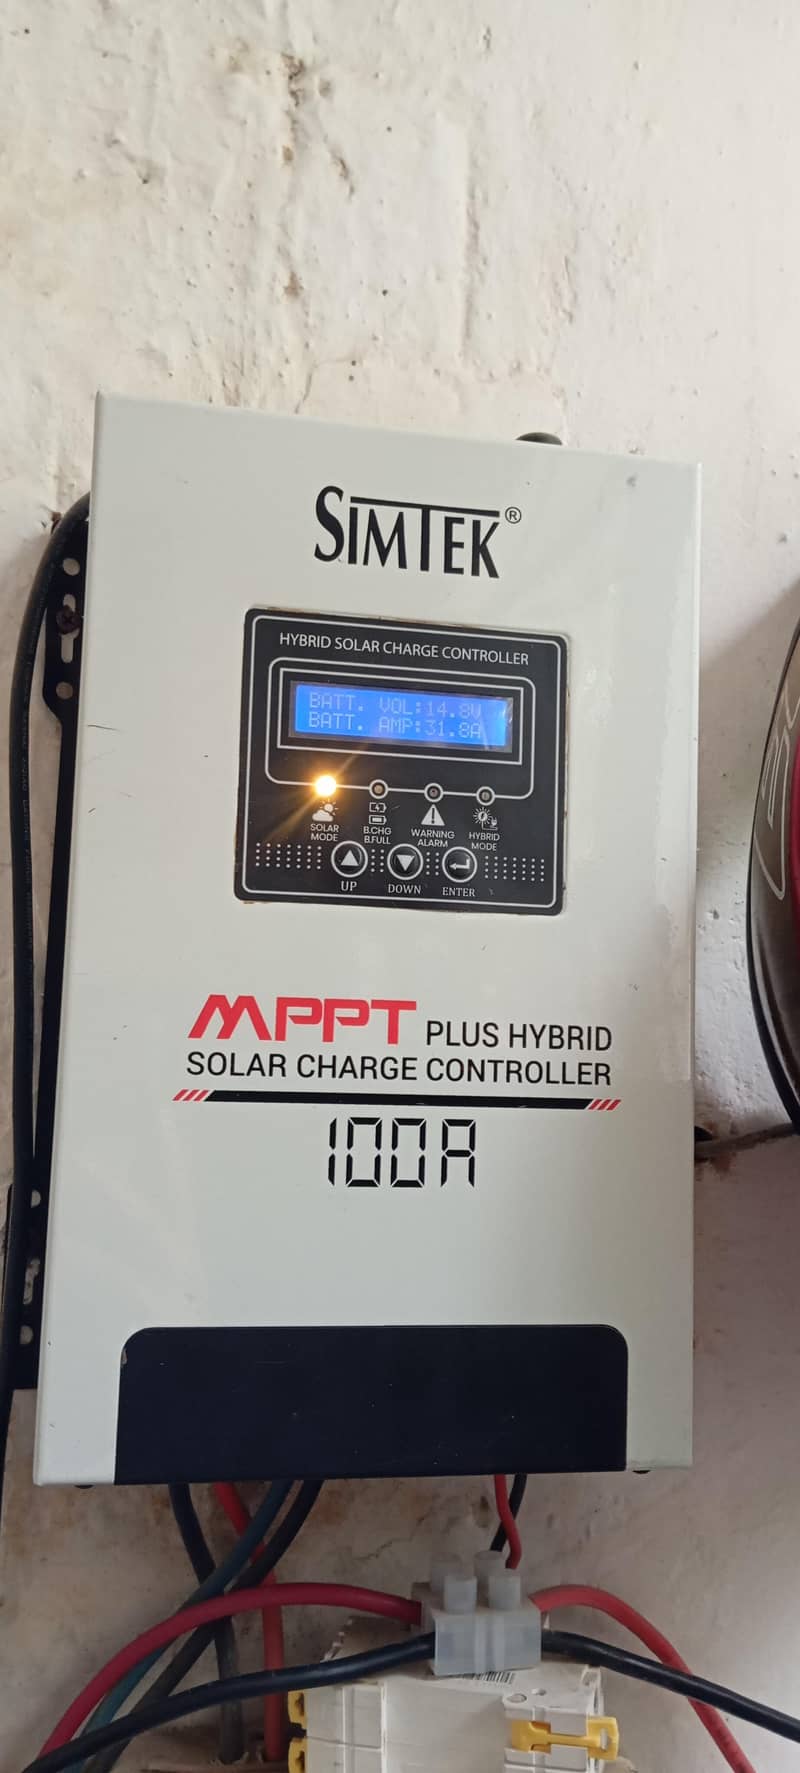 SIMTEK®
HYBRID SOLAR CHARGE CONTROLLER
BATT. VOL:14.8V
BATT. AMP:31.8A
SOLAR
MODE
B.CHG
B.FULL
WARNING
ALARM
HYBRID
MODE
UP
DOWN
ENTER
MPPT PLUS HYBRID
SOLAR CHARGE CONTROLLER
100A